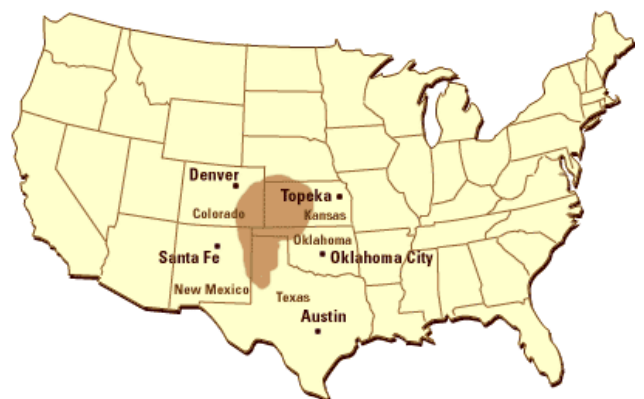 Denver
Topeka
Colorado
Kansas
Oklahoma
Santa Fe
Oklahoma City
New Mexico
Texas
Austin